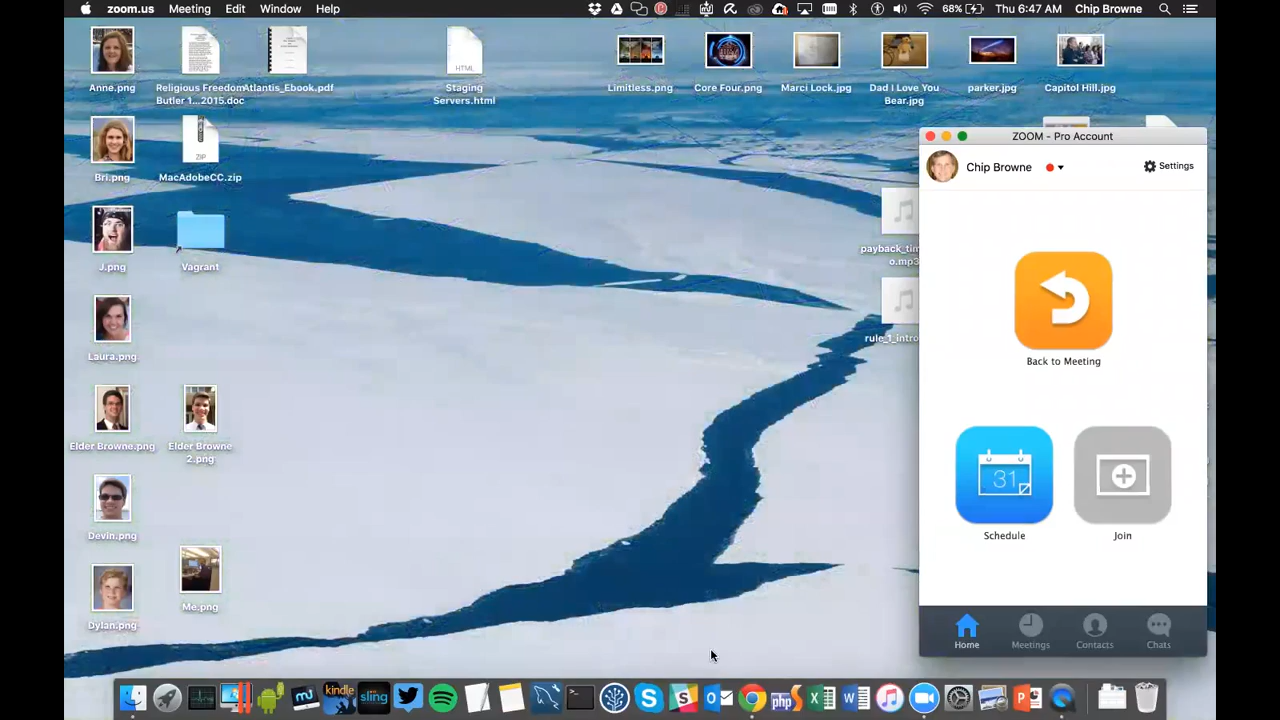 zoom.us Meeting Edit Window Help 68% Thu 6:47 AM Chip Browne
Anne.png
Religious Freedom
Butler 1...2015.doc
Atlantis_Ebook.pdf
HTML
Staging
Servers.html
Limitless.png
Core Four.png
Marci Lock.jpg
Dad I Love You
Bear.jpg
parker.jpg
Capitol Hill.jpg
Bri.png
ZIP
MacAdobeCC.zip
J.png
Vagrant
Laura.png
Elder Browne.png
Elder Browne
2.png
Devin.png
Me.png
Dylan.png
payback_tim
o.mp3
rule_1_intro
ZOOM - Pro Account
Chip Browne
Settings
Back to Meeting
31
Schedule
Join
Home
Meetings
Contacts
Chats
kindle
sing
php